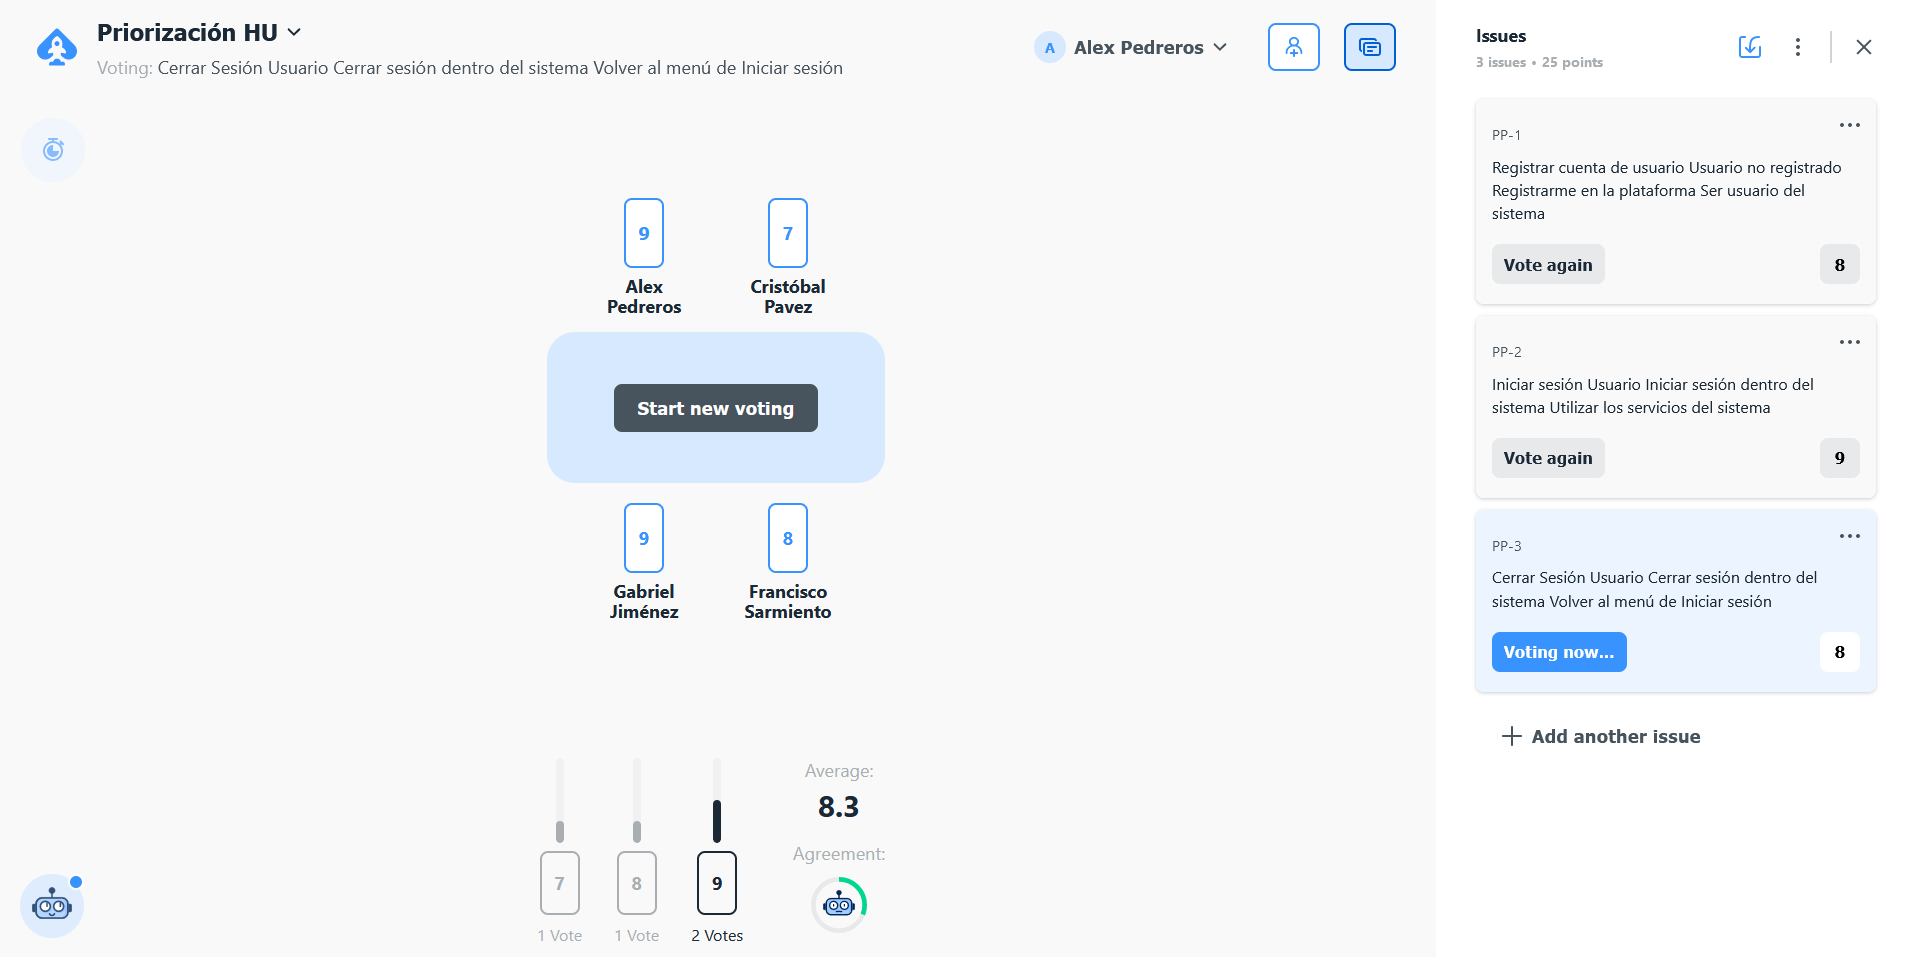 Priorización HU
Voting: Cerrar Sesión Usuario Cerrar sesión dentro del sistema Volver al menú de Iniciar sesión
A Alex Pedreros
9
7
Alex
Pedreros
Cristóbal
Pavez
Start new voting
9
8
Gabriel
Jiménez
Francisco
Sarmiento
7
8
9
1 Vote
1 Vote
2 Votes
Average:
8.3
Agreement:
Issues
3 issues • 25 points
PP-1
Registrar cuenta de usuario Usuario no registrado
Registrarme en la plataforma Ser usuario del
sistema
Vote again 8
PP-2
Iniciar sesión Usuario Iniciar sesión dentro del
sistema Utilizar los servicios del sistema
Vote again 9
PP-3
Cerrar Sesión Usuario Cerrar sesión dentro del
sistema Volver al menú de Iniciar sesión
Voting now... 8
Add another issue